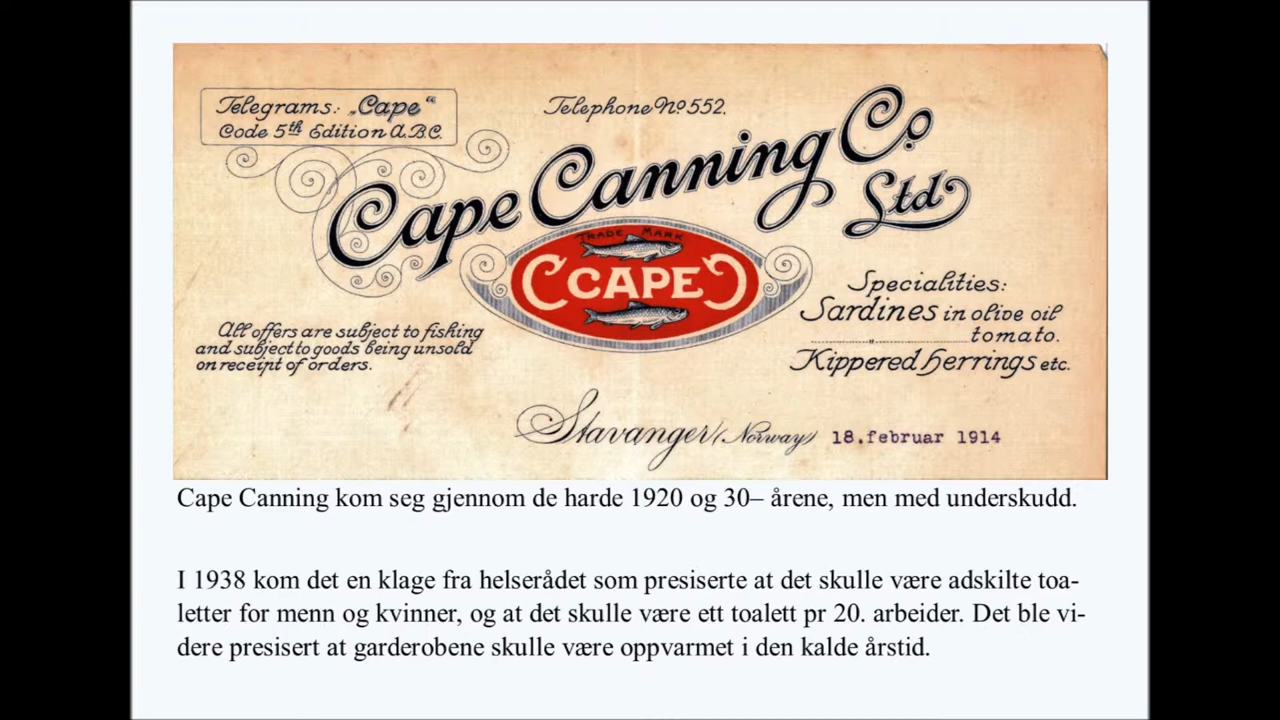 Telegrams: „Cape“
Code 5th Edition A.B.C.
Telephone No 552.
Cape Canning Co
Ltd
TRADE MARK
CCAPEC
Specialities:
Sardines in olive oil
„ tomato.
Kippered Herrings etc.
All offers are subject to fishing
and subject to goods being unsold
on receipt of orders.
Stavanger (Norway) 18.februar 1914
Cape Canning kom seg gjennom de harde 1920 og 30– årene, men med underskudd.
I 1938 kom det en klage fra helserådet som presiserte at det skulle være adskilte toa-
letter for menn og kvinner, og at det skulle være ett toalett pr 20. arbeider. Det ble vi-
dere presisert at garderobene skulle være oppvarmet i den kalde årstid.